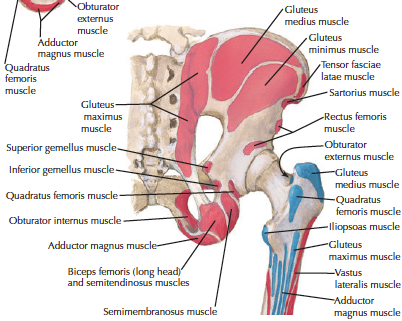 Obturator
externus
muscle
Adductor
magnus muscle
Quadratus
femoris
muscle
Gluteus
maximus
muscle
Superior gemellus muscle
Inferior gemellus muscle
Quadratus femoris muscle
Obturator internus muscle
Adductor magnus muscle
Biceps femoris (long head)
and semitendinosus muscles
Semimembranosus muscle
Gluteus
medius muscle
Gluteus
minimus muscle
Tensor fasciae
latae muscle
Sartorius muscle
Rectus femoris
muscle
Obturator
externus muscle
Gluteus
medius muscle
Quadratus
femoris muscle
Iliopsoas muscle
Gluteus
maximus muscle
Vastus
lateralis muscle
Adductor
magnus muscle